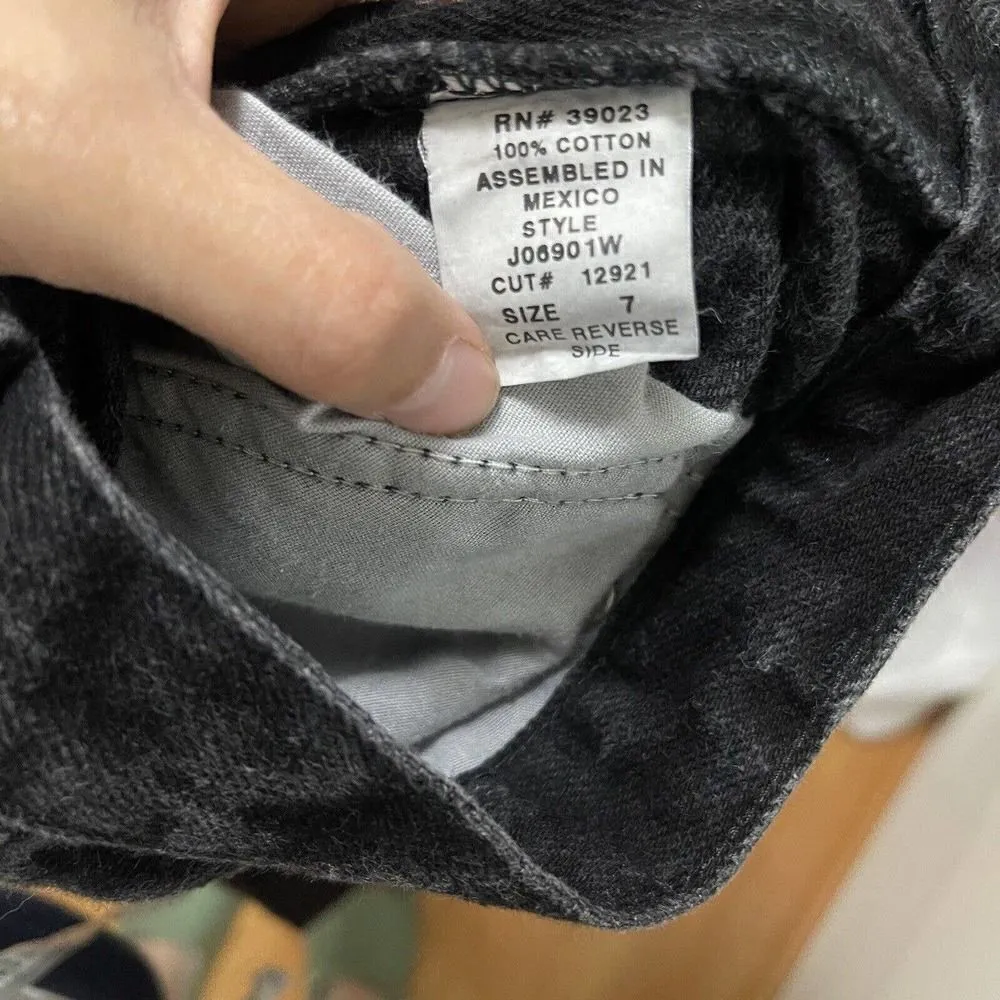 RN# 39023
100% COTTON
ASSEMBLED IN
MEXICO
STYLE
J06901W
CUT# 12921
SIZE 7
CARE REVERSE
SIDE